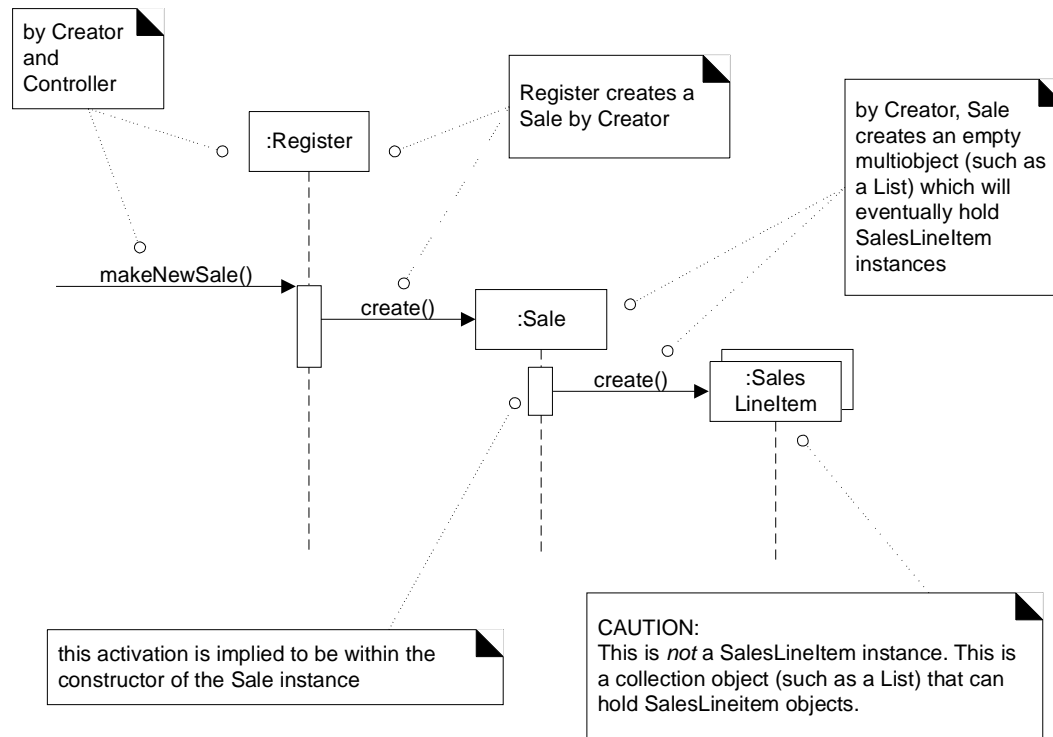 by Creator
and
Controller
:Register
Register creates a
Sale by Creator
by Creator, Sale
creates an empty
multiobject (such as
a List) which will
eventually hold
SalesLineItem
instances
makeNewSale()
create()
:Sale
create()
:Sales
LineItem
this activation is implied to be within the
constructor of the Sale instance
CAUTION:
This is not a SalesLineItem instance. This is
a collection object (such as a List) that can
hold SalesLineitem objects.